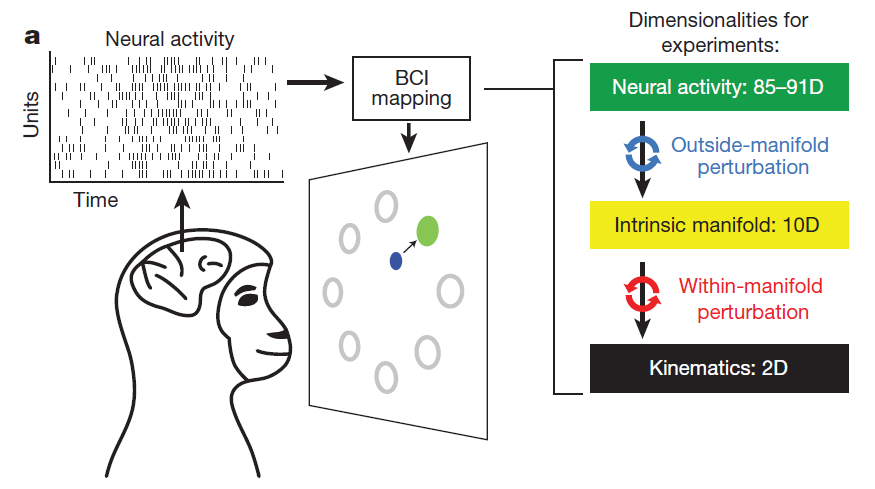 a
Neural activity
Units
Time
BCI
mapping
Dimensionalities for
experiments:
Neural activity: 85–91D
Outside-manifold
perturbation
Intrinsic manifold: 10D
Within-manifold
perturbation
Kinematics: 2D